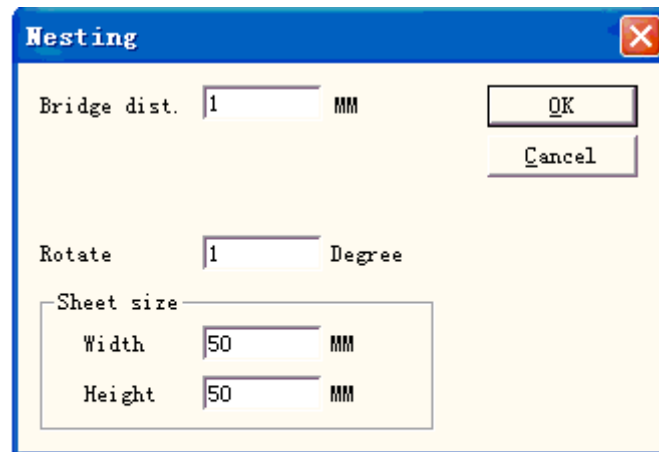 Nesting
Bridge dist. 1 MM OK
Cancel
Rotate 1 Degree
Sheet size
Width 50 MM
Height 50 MM